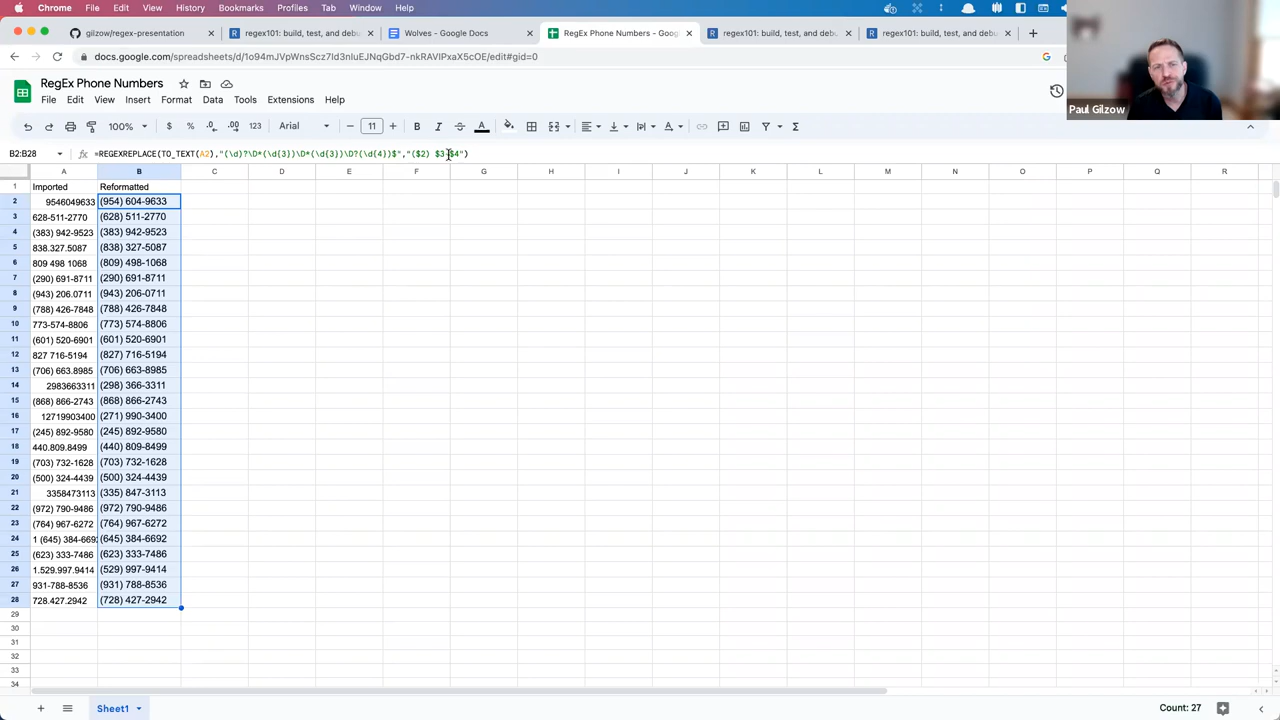 Chrome File Edit View History Bookmarks Profiles Tab Window Help
gilzow/regex-presentation
regex101: build, test, and debu
Wolves - Google Docs
RegEx Phone Numbers - Goog
regex101: build, test, and debu
regex101: build, test, and debu
docs.google.com/spreadsheets/d/1o94mJVpWnsScz7Id3nIuEJNqGbd7-nkRAVIPxaX5cOE/edit#gid=0
RegEx Phone Numbers
File Edit View Insert Format Data Tools Extensions Help
Paul Gilzow
100% $ % .0 .00 123 Arial 11 B I
B2:B28 =REGEXREPLACE(TO_TEXT(A2),"(\d)?\D*(\d{3})\D*(\d{3})\D?(\d{4})$","($2) $3-$4")
A B C D E F G H I J K L M N O P Q R
1 Imported Reformatted
2 9546049633 (954) 604-9633
3 628-511-2770 (628) 511-2770
4 (383) 942-9523 (383) 942-9523
5 838.327.5087 (838) 327-5087
6 809 498 1068 (809) 498-1068
7 (290) 691-8711 (290) 691-8711
8 (943) 206.0711 (943) 206-0711
9 (788) 426-7848 (788) 426-7848
10 773-574-8806 (773) 574-8806
11 (601) 520-6901 (601) 520-6901
12 827 716-5194 (827) 716-5194
13 (706) 663.8985 (706) 663-8985
14 2983663311 (298) 366-3311
15 (868) 866-2743 (868) 866-2743
16 12719903400 (271) 990-3400
17 (245) 892-9580 (245) 892-9580
18 440.809.8499 (440) 809-8499
19 (703) 732-1628 (703) 732-1628
20 (500) 324-4439 (500) 324-4439
21 3358473113 (335) 847-3113
22 (972) 790-9486 (972) 790-9486
23 (764) 967-6272 (764) 967-6272
24 1 (645) 384-6692 (645) 384-6692
25 (623) 333-7486 (623) 333-7486
26 1.529.997.9414 (529) 997-9414
27 931-788-8536 (931) 788-8536
28 728.427.2942 (728) 427-2942
29
30
31
32
33
34
Sheet1
Count: 27